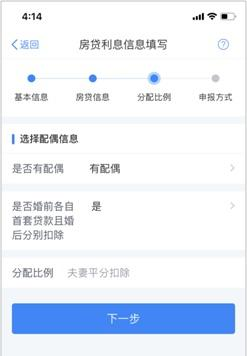 4:14
返回
房贷利息信息填写
?
基本信息
房贷信息
分配比例
申报方式
选择配偶信息
是否有配偶 有配偶
是否婚前各自 是
首套贷款且婚
后分别扣除
分配比例 夫妻平分扣除
下一步